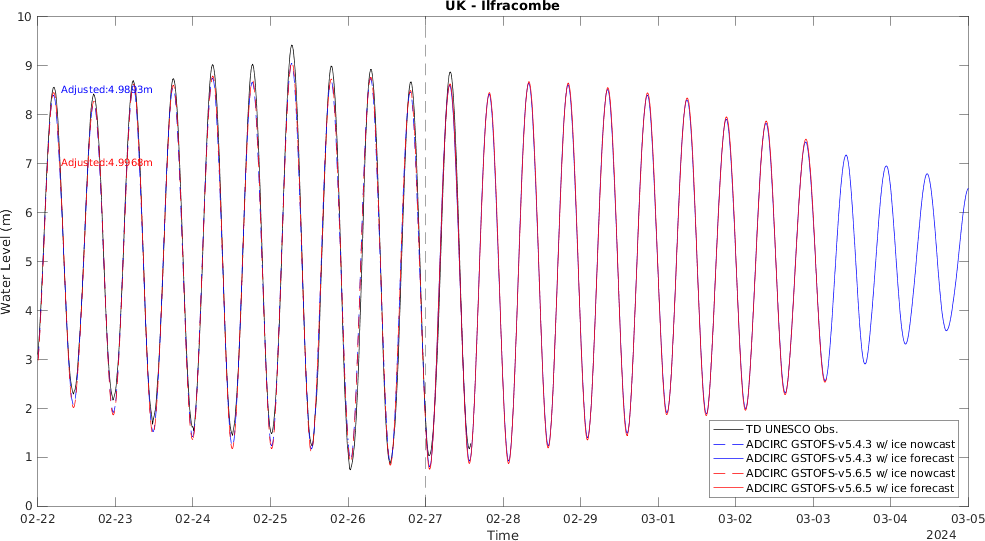 UK - Ilfracombe
10
9
8
7
6
5
4
3
2
1
0
Water Level (m)
Adjusted:4.9893m
Adjusted:4.9968m
TD UNESCO Obs.
ADCIRC GSTOFS-v5.4.3 w/ ice nowcast
ADCIRC GSTOFS-v5.4.3 w/ ice forecast
ADCIRC GSTOFS-v5.6.5 w/ ice nowcast
ADCIRC GSTOFS-v5.6.5 w/ ice forecast
02-22 02-23 02-24 02-25 02-26 02-27 02-28 02-29 03-01 03-02 03-03 03-04 03-05
Time
2024